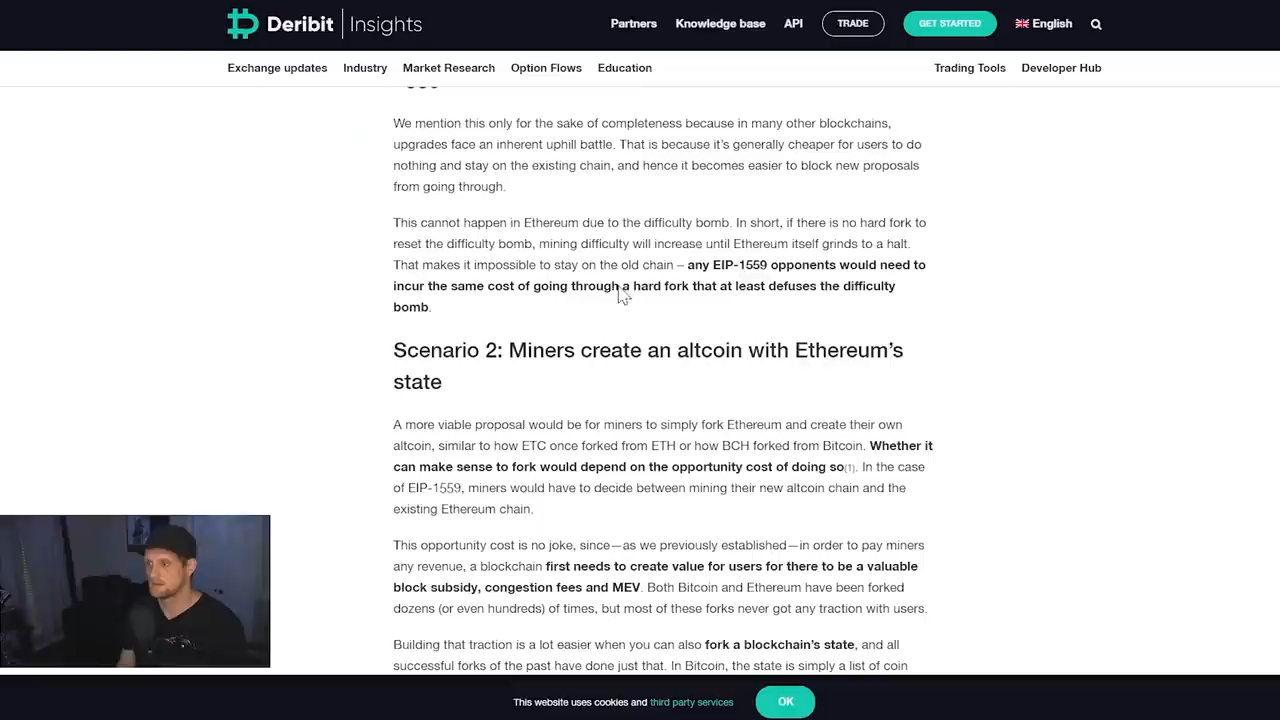 Deribit Insights
Partners Knowledge base API TRADE GET STARTED English
Exchange updates Industry Market Research Option Flows Education Trading Tools Developer Hub
We mention this only for the sake of completeness because in many other blockchains,
upgrades face an inherent uphill battle. That is because it's generally cheaper for users to do
nothing and stay on the existing chain, and hence it becomes easier to block new proposals
from going through.
This cannot happen in Ethereum due to the difficulty bomb. In short, if there is no hard fork to
reset the difficulty bomb, mining difficulty will increase until Ethereum itself grinds to a halt.
That makes it impossible to stay on the old chain – any EIP-1559 opponents would need to
incur the same cost of going through a hard fork that at least defuses the difficulty
bomb.
Scenario 2: Miners create an altcoin with Ethereum's
state
A more viable proposal would be for miners to simply fork Ethereum and create their own
altcoin, similar to how ETC once forked from ETH or how BCH forked from Bitcoin. Whether it
can make sense to fork would depend on the opportunity cost of doing so(1). In the case
of EIP-1559, miners would have to decide between mining their new altcoin chain and the
existing Ethereum chain.
This opportunity cost is no joke, since—as we previously established—in order to pay miners
any revenue, a blockchain first needs to create value for users for there to be a valuable
block subsidy, congestion fees and MEV. Both Bitcoin and Ethereum have been forked
dozens (or even hundreds) of times, but most of these forks never got any traction with users.
Building that traction is a lot easier when you can also fork a blockchain's state, and all
successful forks of the past have done just that. In Bitcoin, the state is simply a list of coin
This website uses cookies and third party services OK